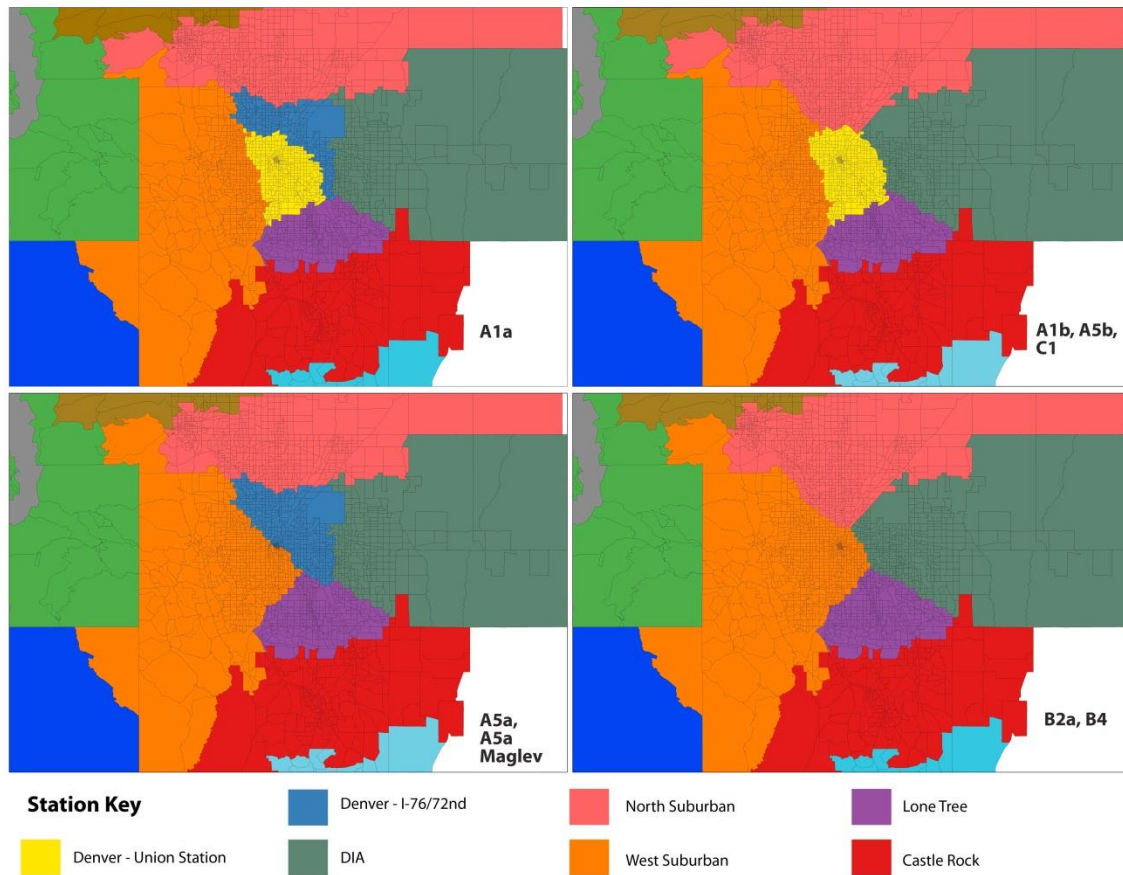 A1a
A1b, A5b,
C1
A5a,
A5a
Maglev
B2a, B4
Station Key
Denver - I-76/72nd
North Suburban
Lone Tree
Denver - Union Station
DIA
West Suburban
Castle Rock